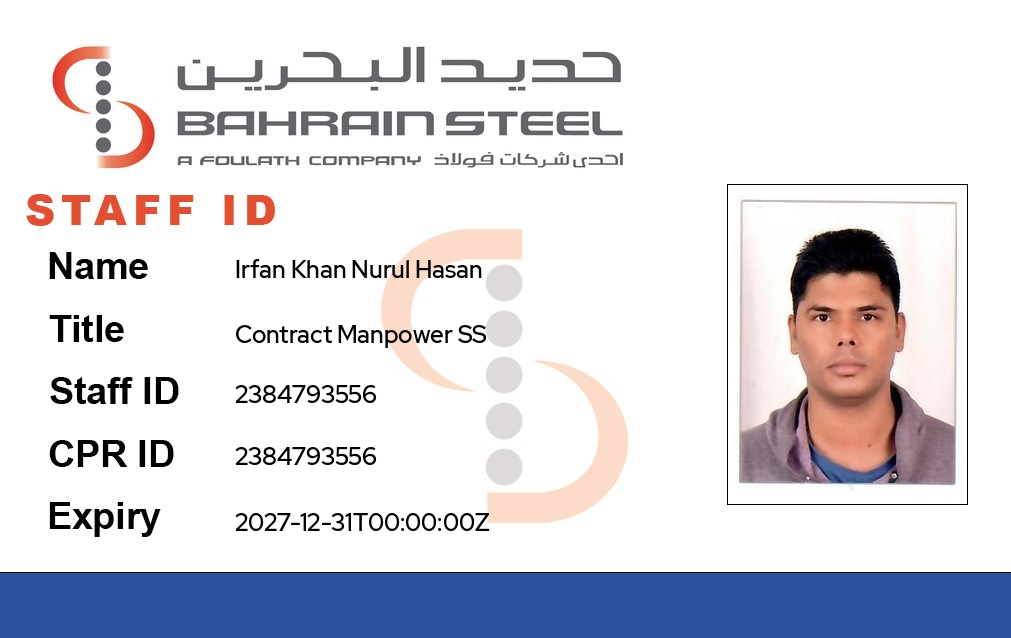 حديد البحرين
BAHRAIN STEEL
A FOULATH COMPANY احدى شركات فولاذ
STAFF ID
Name Irfan Khan Nurul Hasan
Title Contract Manpower SS
Staff ID 2384793556
CPR ID 2384793556
Expiry 2027-12-31T00:00:00Z